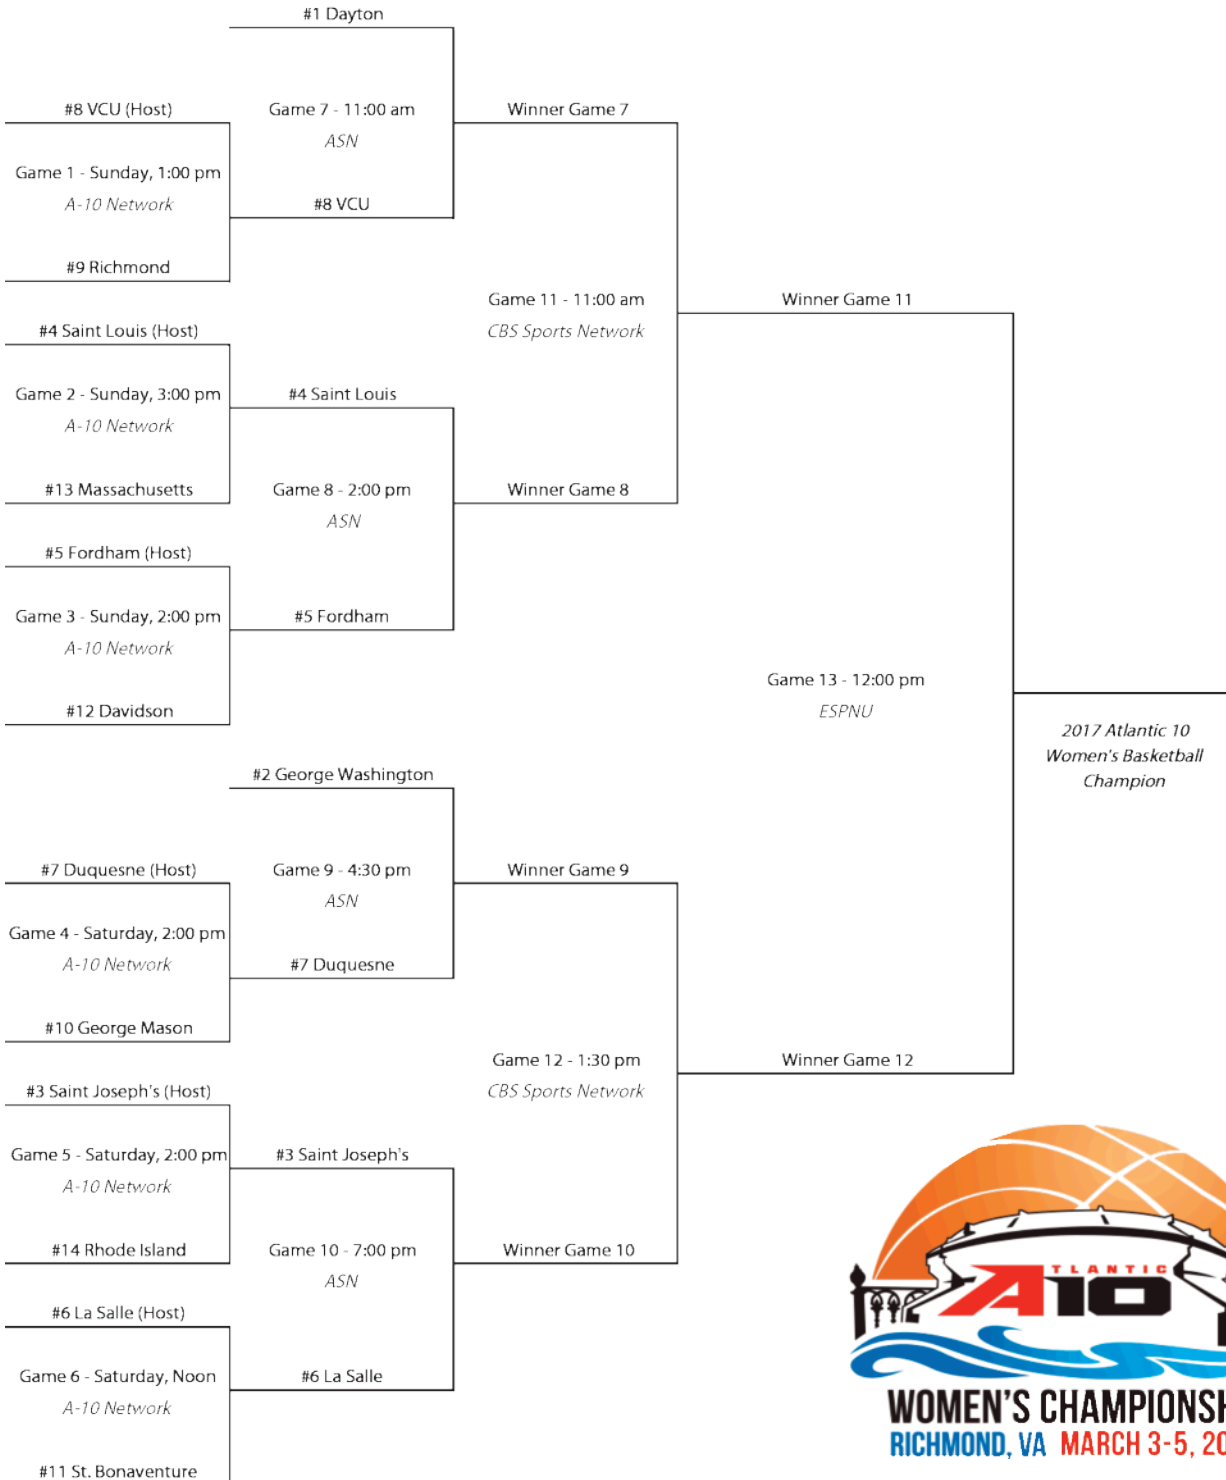 #1 Dayton
#8 VCU (Host)
Game 7 - 11:00 am
Winner Game 7
ASN
Game 1 - Sunday, 1:00 pm
A-10 Network
#8 VCU
#9 Richmond
Game 11 - 11:00 am
Winner Game 11
CBS Sports Network
#4 Saint Louis (Host)
Game 2 - Sunday, 3:00 pm
#4 Saint Louis
A-10 Network
#13 Massachusetts
Game 8 - 2:00 pm
Winner Game 8
ASN
#5 Fordham (Host)
Game 3 - Sunday, 2:00 pm
#5 Fordham
A-10 Network
Game 13 - 12:00 pm
ESPNU
#12 Davidson
2017 Atlantic 10
Women's Basketball
Champion
#2 George Washington
#7 Duquesne (Host)
Game 9 - 4:30 pm
Winner Game 9
ASN
Game 4 - Saturday, 2:00 pm
A-10 Network
#7 Duquesne
#10 George Mason
Game 12 - 1:30 pm
Winner Game 12
CBS Sports Network
#3 Saint Joseph's (Host)
Game 5 - Saturday, 2:00 pm
#3 Saint Joseph's
A-10 Network
#14 Rhode Island
Game 10 - 7:00 pm
Winner Game 10
ASN
#6 La Salle (Host)
Game 6 - Saturday, Noon
#6 La Salle
A-10 Network
#11 St. Bonaventure
ATLANTIC
A10
WOMEN'S CHAMPIONSH
RICHMOND, VA MARCH 3-5, 20